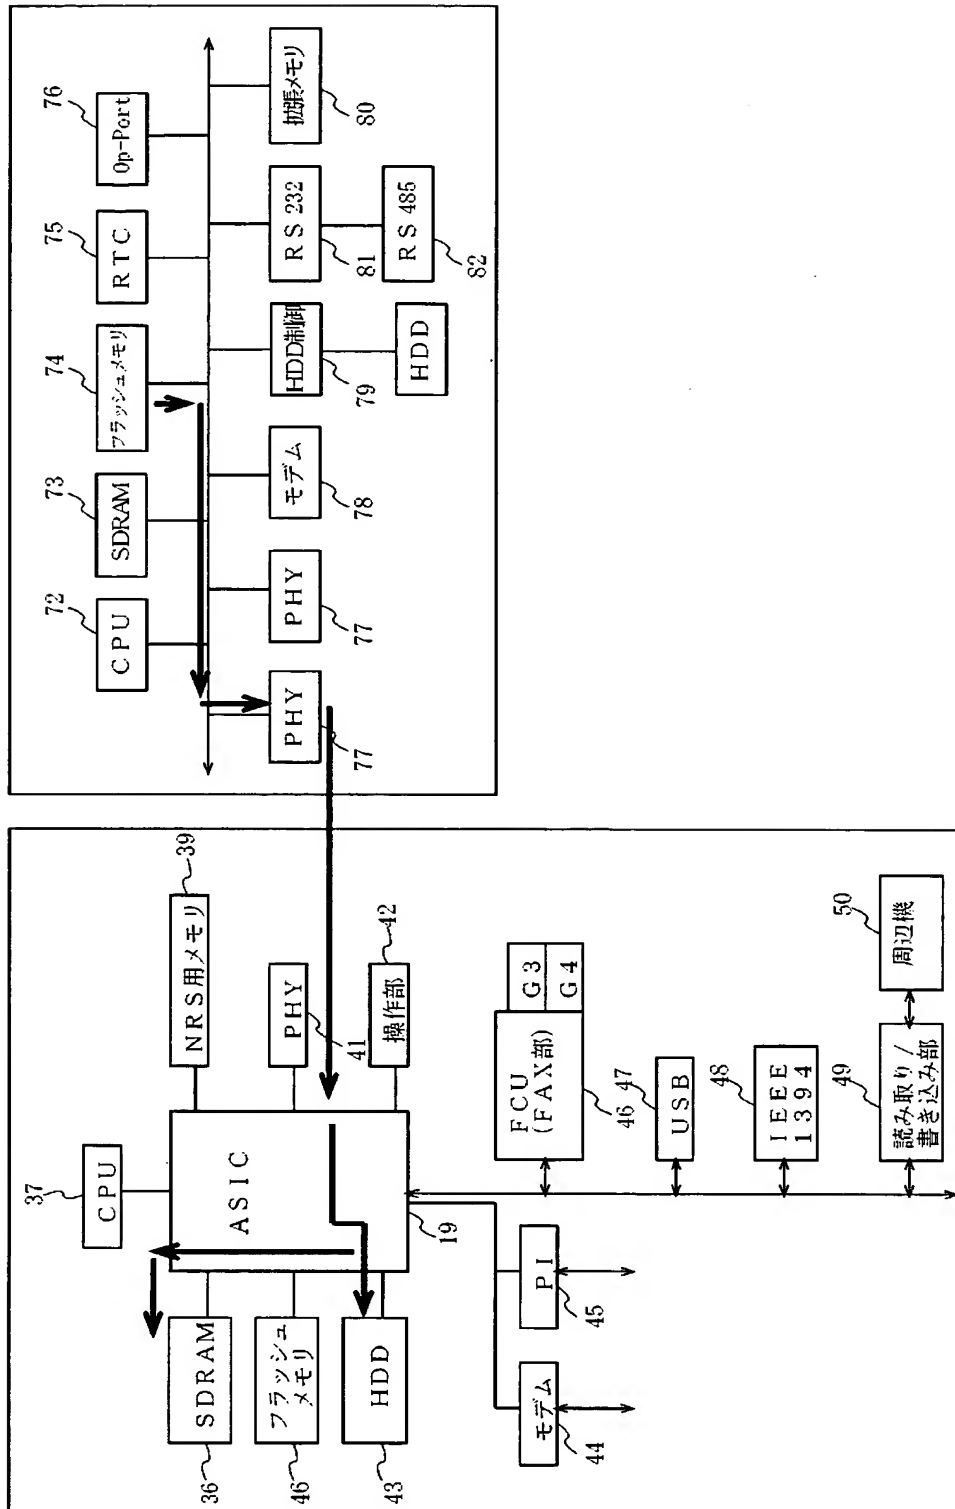 37
CPU
36
SDRAM
46
フラッシュ
メモリ
43
HDD
ASIC
19
NRS用メモリ
39
PHY
41
操作部
42
モデム
44
PI
45
FCU
(FAX部)
G3
G4
46
USB
47
IEEE
1394
48
読み取り/
書き込み部
49
周辺機
50
72
CPU
73
SDRAM
74
フラッシュメモリ
75
RTC
76
Op-Port
PHY
77
PHY
77
モデム
78
HDD制御
79
HDD
RS232
81
RS485
82
拡張メモリ
80